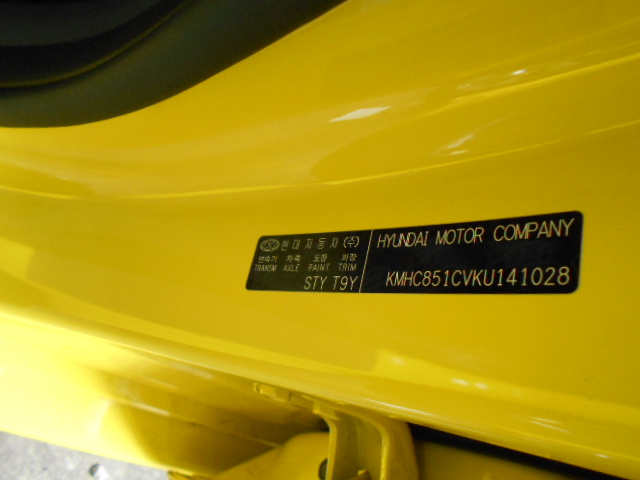 현대자동차(주)
변속기 차축 도장 화장
TRANSM AXLE PAINT TRIM
STY T9Y
HYUNDAI MOTOR COMPANY
KMHC851CVKU141028